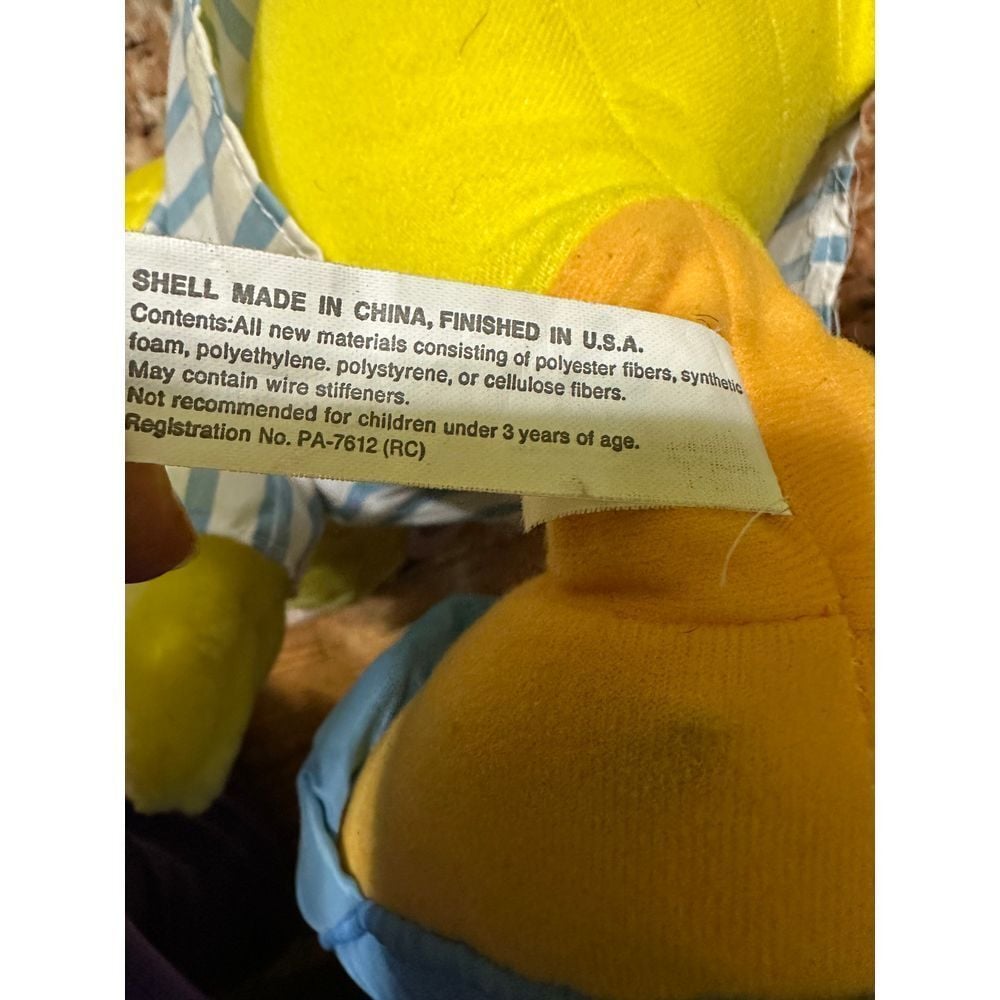 SHELL MADE IN CHINA, FINISHED IN U.S.A.
Contents:All new materials consisting of polyester fibers, synthetic
foam, polyethylene. polystyrene, or cellulose fibers.
May contain wire stiffeners.
Not recommended for children under 3 years of age.
Registration No. PA-7612 (RC)